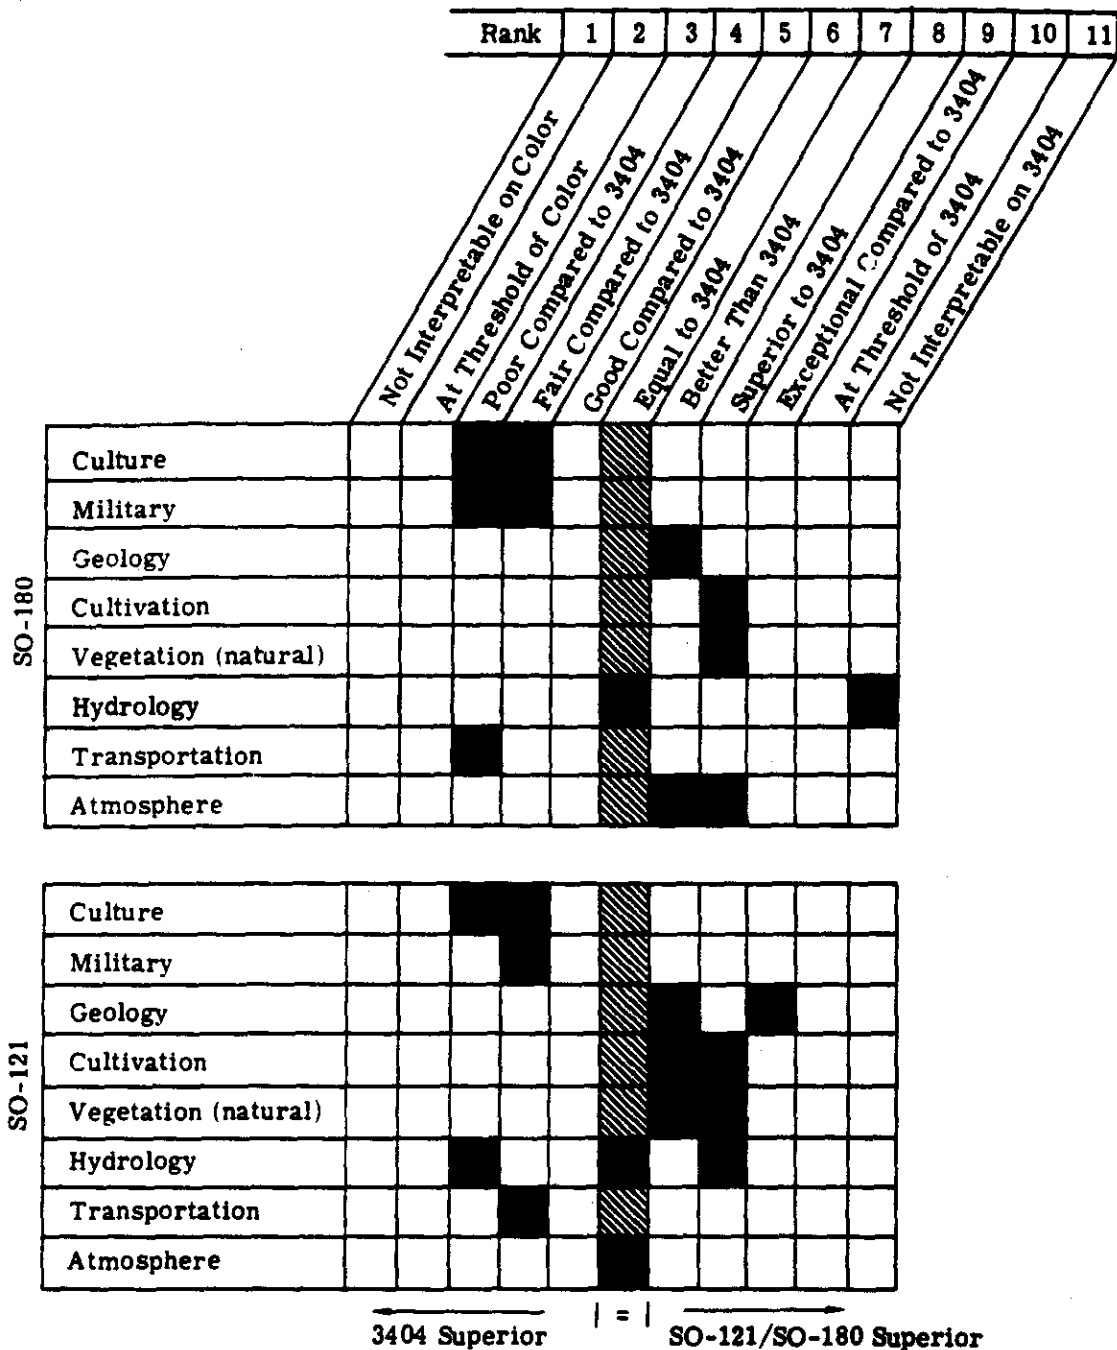 Rank 1 2 3 4 5 6 7 8 9 10 11
Not Interpretable on Color
At Threshold of Color
Poor Compared to 3404
Fair Compared to 3404
Good Compared to 3404
Equal to 3404
Better Than 3404
Superior to 3404
Exceptional Compared to 3404
At Threshold of 3404
Not Interpretable on 3404
SO-180
Culture
Military
Geology
Cultivation
Vegetation (natural)
Hydrology
Transportation
Atmosphere
SO-121
Culture
Military
Geology
Cultivation
Vegetation (natural)
Hydrology
Transportation
Atmosphere
3404 Superior | = | SO-121/SO-180 Superior